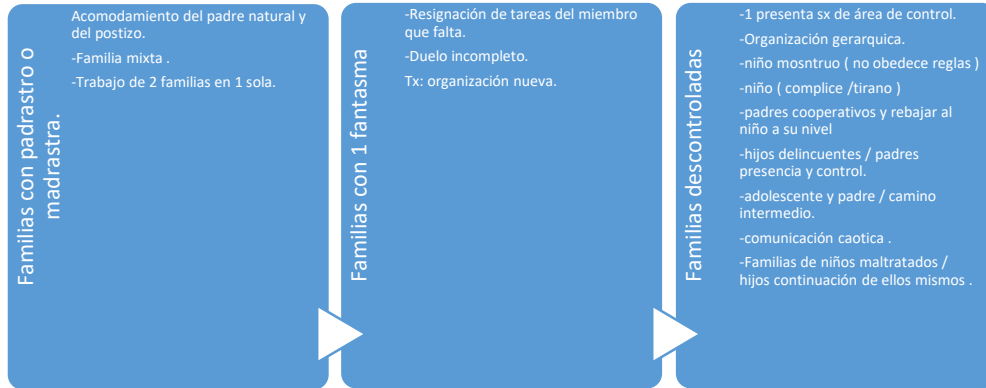 Familias con padrastro o
madrastra.
Acomodamiento del padre natural y
del postizo.
-Familia mixta .
-Trabajo de 2 familias en 1 sola.
Familias con 1 fantasma
-Resignación de tareas del miembro
que falta.
-Duelo incompleto.
Tx: organización nueva.
Familias descontroladas
-1 presenta sx de área de control.
-Organización gerarquica.
-niño mosntruo ( no obedece reglas )
-niño ( complice /tirano )
-padres cooperativos y rebajar al
niño a su nivel
-hijos delincuentes / padres
presencia y control.
-adolescente y padre / camino
intermedio.
-comunicación caotica .
-Familias de niños maltratados /
hijos continuación de ellos mismos .